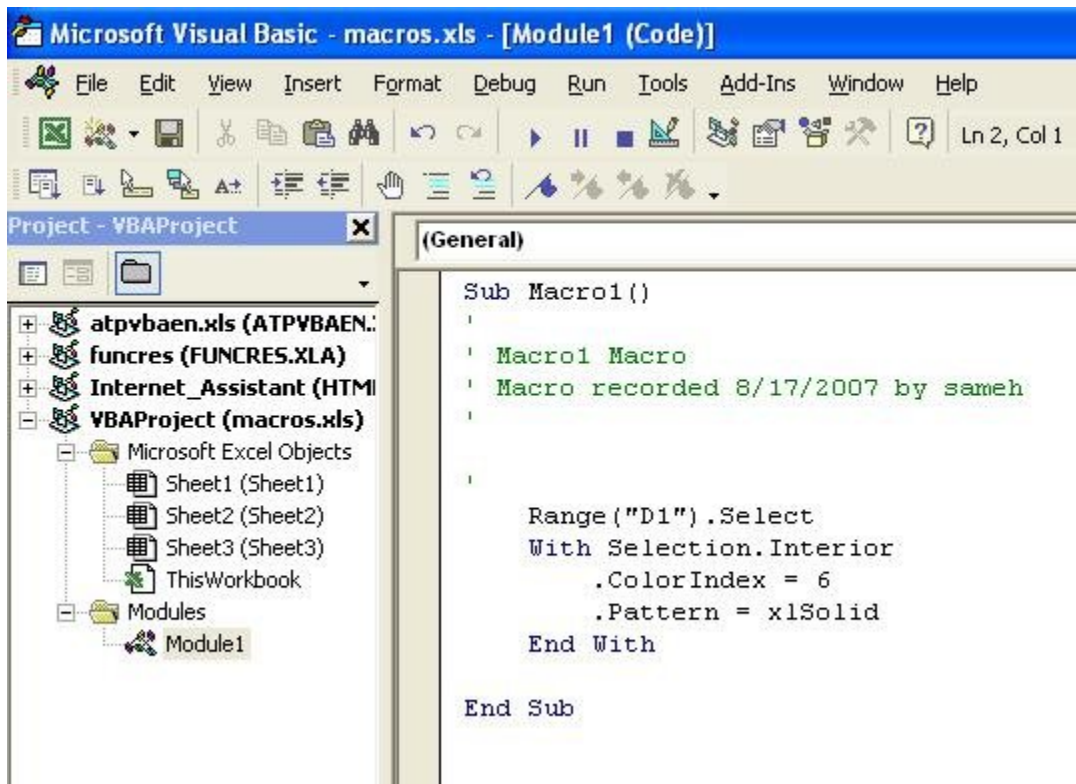 Microsoft Visual Basic - macros.xls - [Module1 (Code)]
File Edit View Insert Format Debug Run Tools Add-Ins Window Help
Ln 2, Col 1
Project - VBAProject
(General)
atpvbaen.xls (ATPVBAEN.
funcres (FUNCRES.XLA)
Internet_Assistant (HTM
VBAProject (macros.xls)
Microsoft Excel Objects
Sheet1 (Sheet1)
Sheet2 (Sheet2)
Sheet3 (Sheet3)
ThisWorkbook
Modules
Module1
Sub Macro1()
'
' Macro1 Macro
' Macro recorded 8/17/2007 by sameh
'
'
Range("D1").Select
With Selection.Interior
.ColorIndex = 6
.Pattern = xlSolid
End With
End Sub